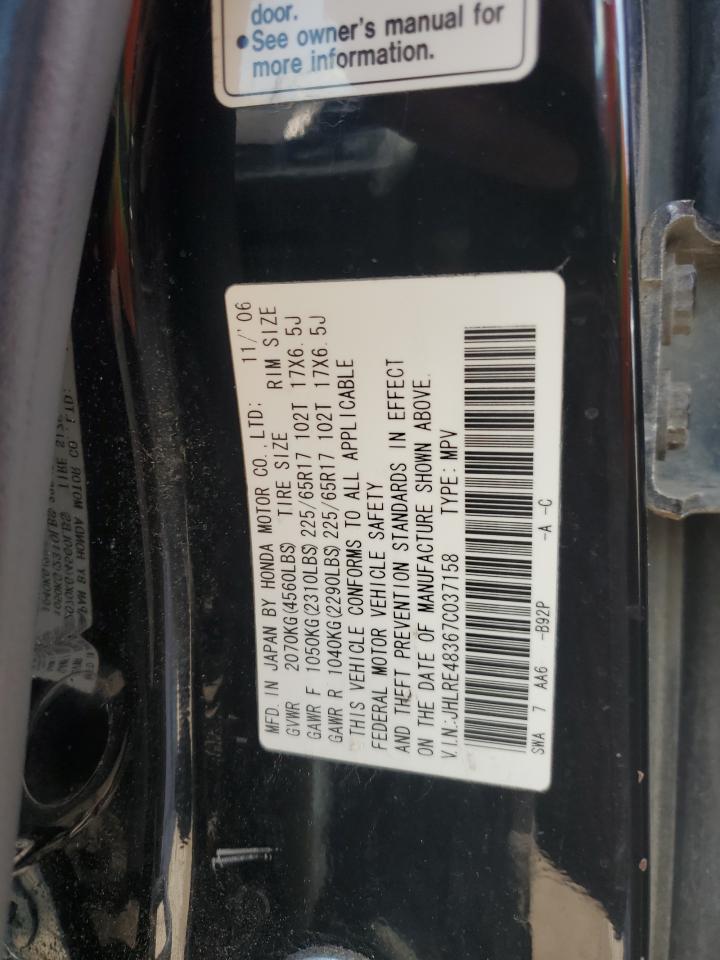 door.
• See owner's manual for
more information.
MFD. IN JAPAN BY HONDA MOTOR CO., LTD: 11/'06
GVWR 2070KG(4560LBS) TIRE SIZE RIM SIZE
GAWR F 1050KG(2310LBS) 225/65R17 102T 17X6.5J
GAWR R 1040KG(2290LBS) 225/65R17 102T 17X6.5J
THIS VEHICLE CONFORMS TO ALL APPLICABLE
FEDERAL MOTOR VEHICLE SAFETY
AND THEFT PREVENTION STANDARDS IN EFFECT
ON THE DATE OF MANUFACTURE SHOWN ABOVE.
V.I.N.:JHLRE48367C037158 TYPE: MPV
SWA 7 AA6 -B92P -A -C